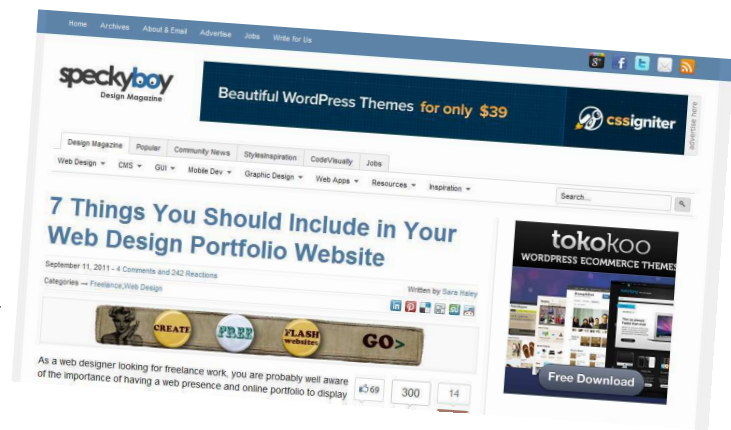 Home Archives About & Email Advertise Jobs Write for Us
speckyboy
Design Magazine
Beautiful WordPress Themes for only $39
cssigniter
advertise here
Design Magazine Popular Community News StylesInspiration CodeVisually Jobs
Web Design CMS GUI Mobile Dev Graphic Design Web Apps Resources Inspiration
Search...
7 Things You Should Include in Your
Web Design Portfolio Website
September 11, 2011 - 4 Comments and 242 Reactions
Written by Sara Haley
Categories → Freelance,Web Design
CREATE FREE FLASH websites GO>
As a web designer looking for freelance work, you are probably well aware
of the importance of having a web presence and online portfolio to display
69 300 14
tokokoo
WORDPRESS ECOMMERCE THEMES
Free Download